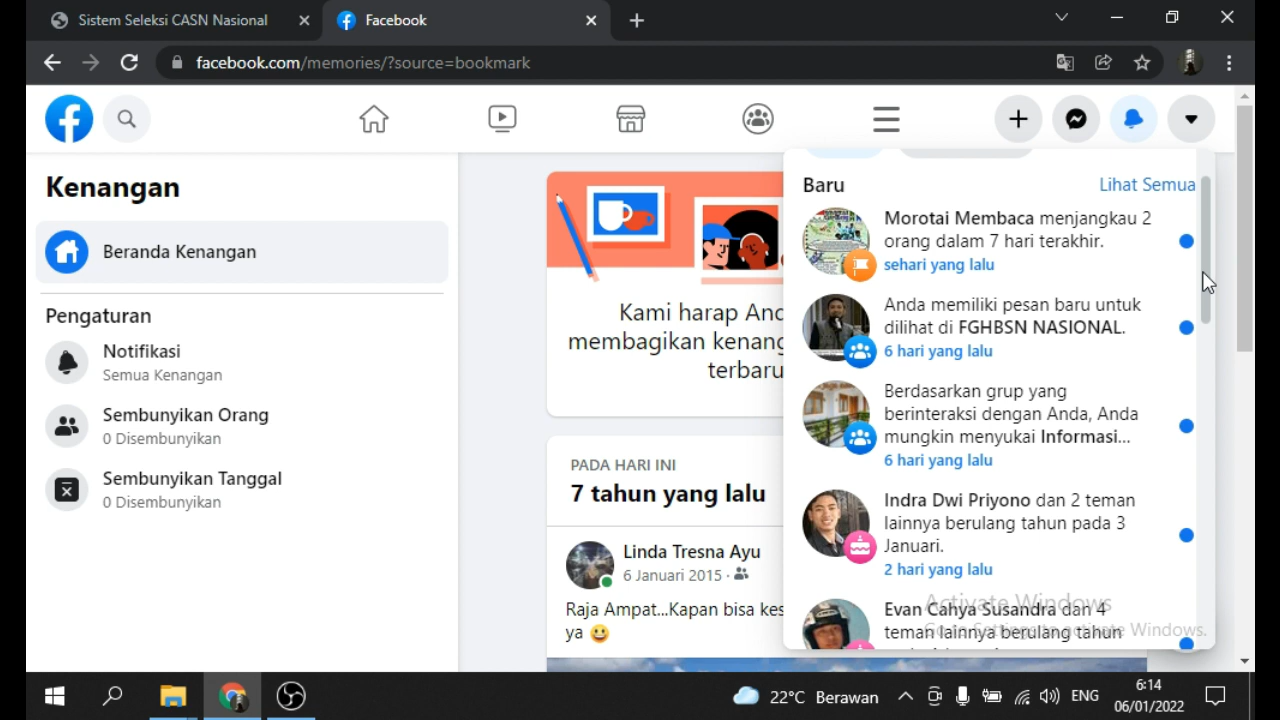 Sistem Seleksi CASN Nasional
Facebook
facebook.com/memories/?source=bookmark
Kenangan
Beranda Kenangan
Pengaturan
Notifikasi
Semua Kenangan
Sembunyikan Orang
0 Disembunyikan
Sembunyikan Tanggal
0 Disembunyikan
Kami harap And
membagikan kenang
terbaru
PADA HARI INI
7 tahun yang lalu
Linda Tresna Ayu
6 Januari 2015 ·
Raja Ampat...Kapan bisa kes
ya 😀
Baru
Lihat Semua
Morotai Membaca menjangkau 2
orang dalam 7 hari terakhir.
sehari yang lalu
Anda memiliki pesan baru untuk
dilihat di FGHBSN NASIONAL.
6 hari yang lalu
Berdasarkan grup yang
berinteraksi dengan Anda, Anda
mungkin menyukai Informasi...
6 hari yang lalu
Indra Dwi Priyono dan 2 teman
lainnya berulang tahun pada 3
Januari.
2 hari yang lalu
Evan Cahya Susandra dan 4
teman lainnya berulang tahun
Activate Windows
Go to Settings to activate Windows.
22°C Berawan
ENG
6:14
06/01/2022